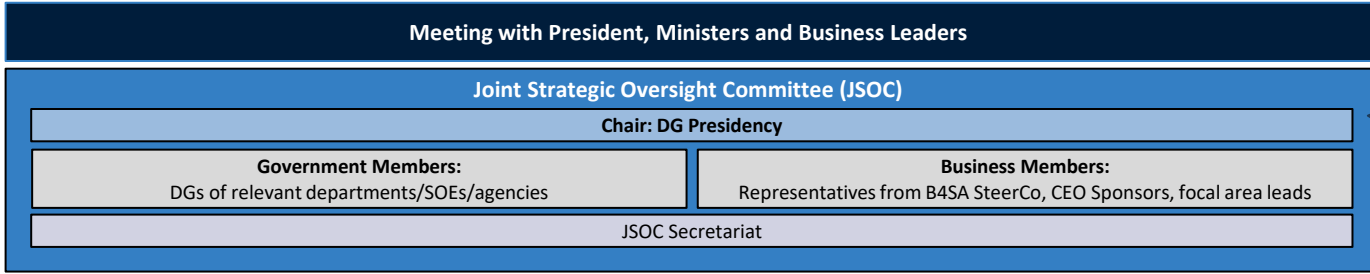 Meeting with President, Ministers and Business Leaders
Joint Strategic Oversight Committee (JSOC)
Chair: DG Presidency
Government Members:
DGs of relevant departments/SOEs/agencies
Business Members:
Representatives from B4SA SteerCo, CEO Sponsors, focal area leads
JSOC Secretariat